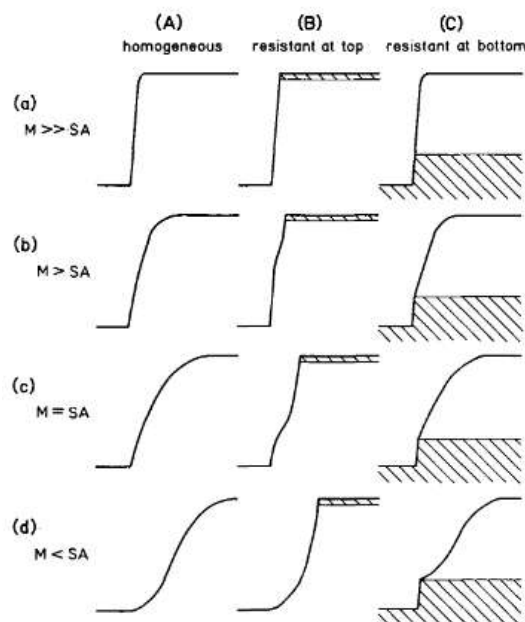 (A) (B) (C)
homogeneous resistant at top resistant at bottom
(a)
M >> SA
(b)
M > SA
(c)
M = SA
(d)
M < SA